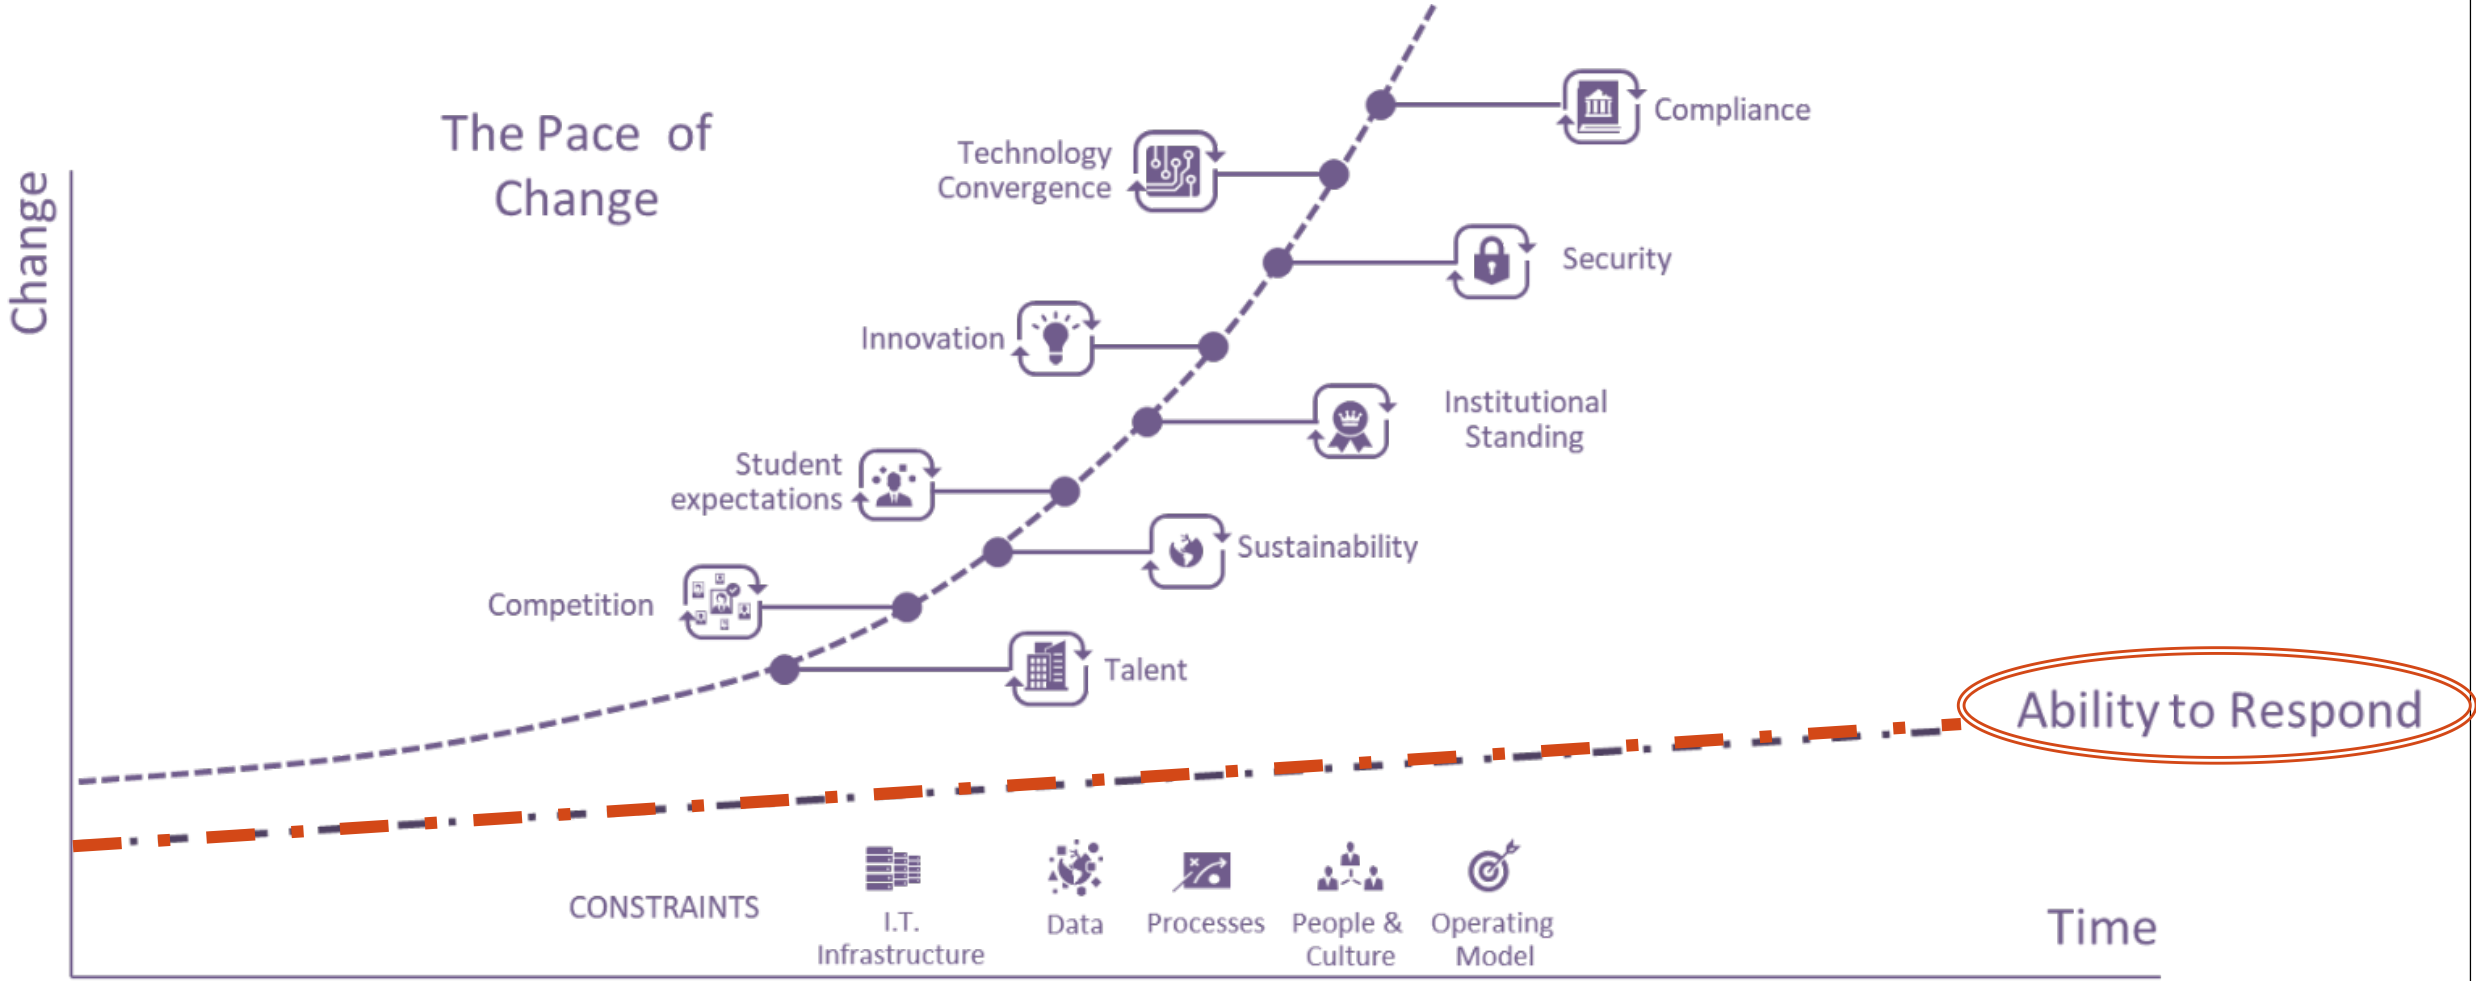 The Pace of
Change
Change
Compliance
Technology
Convergence
Security
Innovation
Institutional
Standing
Student
expectations
Sustainability
Competition
Talent
Ability to Respond
CONSTRAINTS
I.T.
Infrastructure
Data
Processes
People &
Culture
Operating
Model
Time